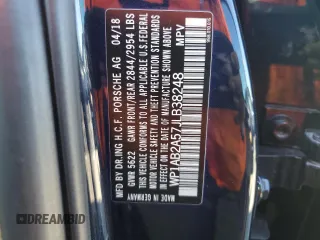 MFD BY DR.ING H.C.F. PORSCHE AG 04/18
GVWR 5622 GAWR FRONT/REAR 2844/2954 LBS
THIS VEHICLE CONFORMS TO ALL APPLICABLE U.S. FEDERAL
MOTOR VEHICLE SAFETY AND THEFT PREVENTION STANDARDS
IN EFFECT ON THE DATE OF MANUFACTURE SHOWN ABOVE
WP1AB2A57JLB38248 MPV
MADE IN GERMANY
DREAMBID